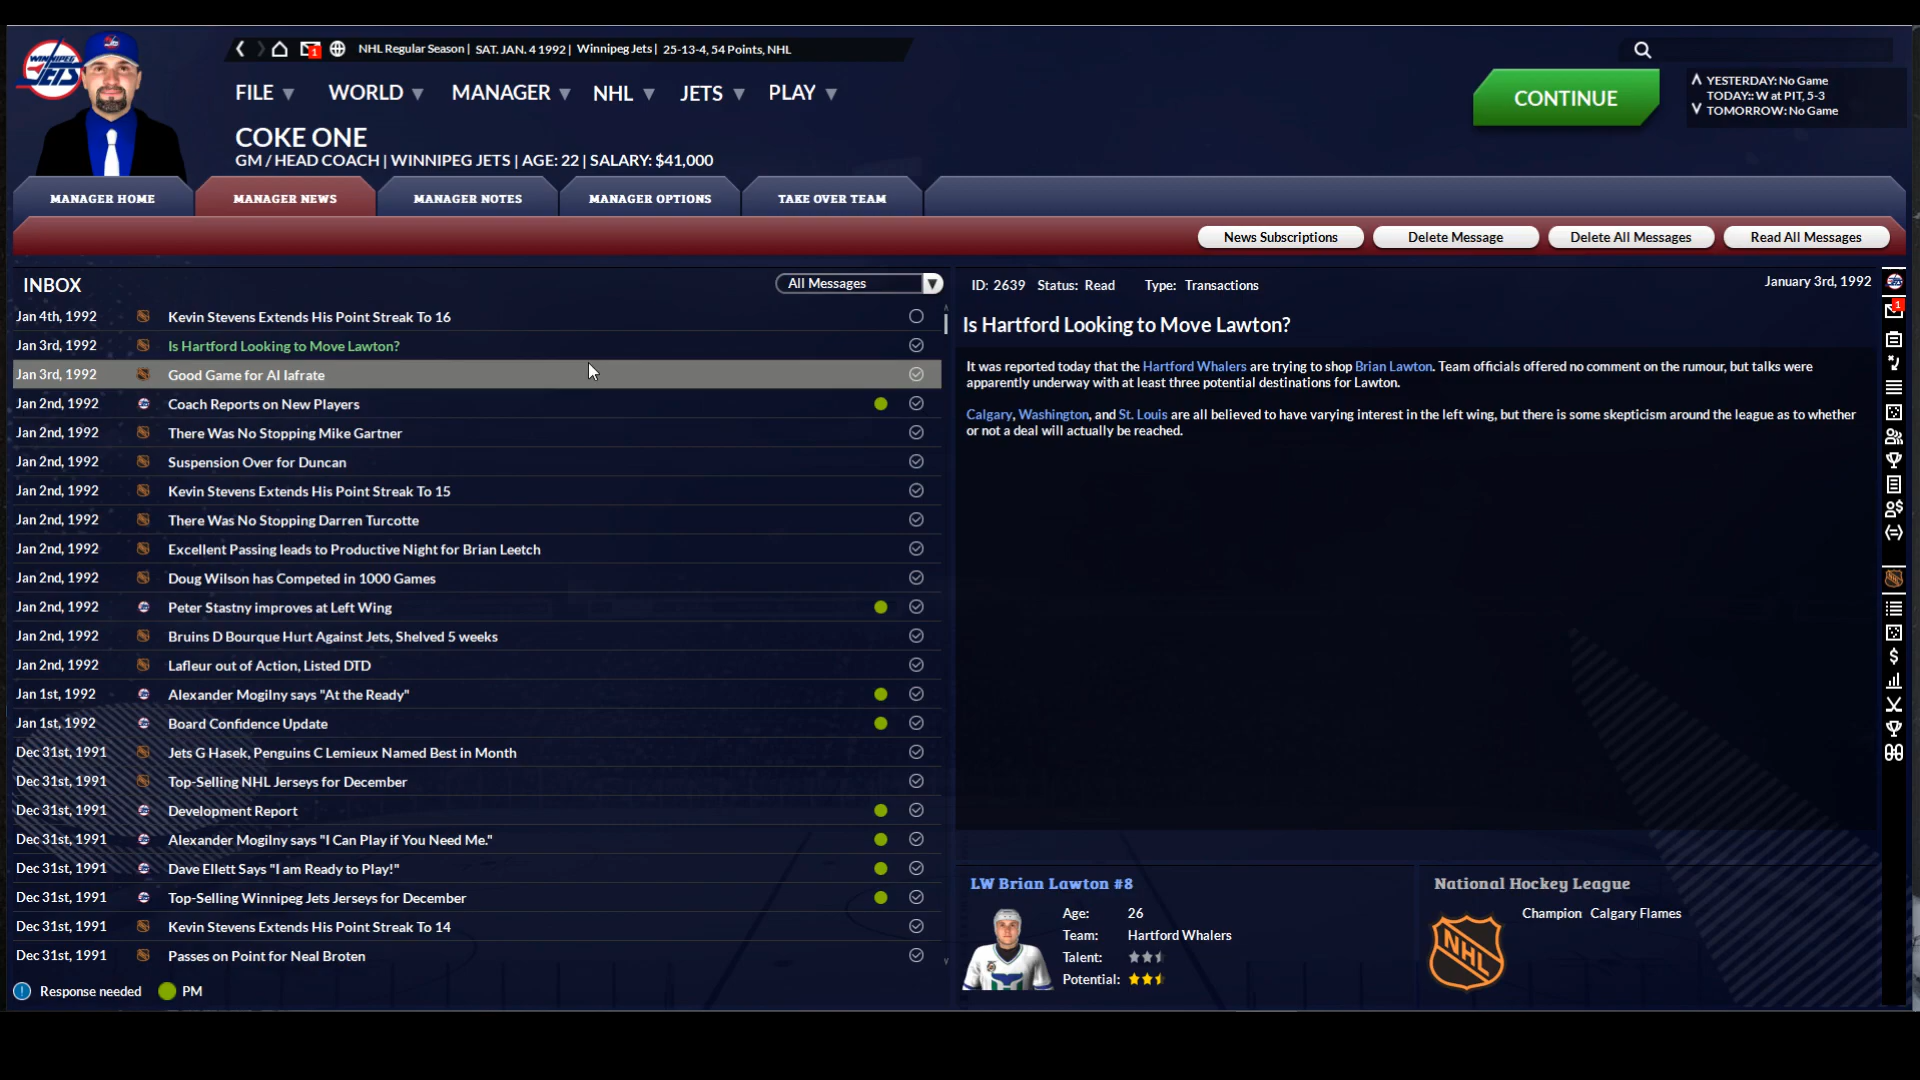 NHL Regular Season | SAT. JAN. 4 1992 | Winnipeg Jets | 25-13-4, 54 Points, NHL
FILE WORLD MANAGER NHL JETS PLAY
CONTINUE
YESTERDAY: No Game
TODAY:: W at PIT, 5-3
TOMORROW: No Game
WINNIPEG JETS
COKE ONE
GM / HEAD COACH | WINNIPEG JETS | AGE: 22 | SALARY: $41,000
MANAGER HOME MANAGER NEWS MANAGER NOTES MANAGER OPTIONS TAKE OVER TEAM
News Subscriptions Delete Message Delete All Messages Read All Messages
INBOX All Messages
Jan 4th, 1992 Kevin Stevens Extends His Point Streak To 16
Jan 3rd, 1992 Is Hartford Looking to Move Lawton?
Jan 3rd, 1992 Good Game for Al Iafrate
Jan 2nd, 1992 Coach Reports on New Players
Jan 2nd, 1992 There Was No Stopping Mike Gartner
Jan 2nd, 1992 Suspension Over for Duncan
Jan 2nd, 1992 Kevin Stevens Extends His Point Streak To 15
Jan 2nd, 1992 There Was No Stopping Darren Turcotte
Jan 2nd, 1992 Excellent Passing leads to Productive Night for Brian Leetch
Jan 2nd, 1992 Doug Wilson has Competed in 1000 Games
Jan 2nd, 1992 Peter Stastny improves at Left Wing
Jan 2nd, 1992 Bruins D Bourque Hurt Against Jets, Shelved 5 weeks
Jan 2nd, 1992 Lafleur out of Action, Listed DTD
Jan 1st, 1992 Alexander Mogilny says "At the Ready"
Jan 1st, 1992 Board Confidence Update
Dec 31st, 1991 Jets G Hasek, Penguins C Lemieux Named Best in Month
Dec 31st, 1991 Top-Selling NHL Jerseys for December
Dec 31st, 1991 Development Report
Dec 31st, 1991 Alexander Mogilny says "I Can Play if You Need Me."
Dec 31st, 1991 Dave Ellett Says "I am Ready to Play!"
Dec 31st, 1991 Top-Selling Winnipeg Jets Jerseys for December
Dec 31st, 1991 Kevin Stevens Extends His Point Streak To 14
Dec 31st, 1991 Passes on Point for Neal Broten
Response needed PM
ID: 2639 Status: Read Type: Transactions January 3rd, 1992
Is Hartford Looking to Move Lawton?
It was reported today that the Hartford Whalers are trying to shop Brian Lawton. Team officials offered no comment on the rumour, but talks were
apparently underway with at least three potential destinations for Lawton.
Calgary, Washington, and St. Louis are all believed to have varying interest in the left wing, but there is some skepticism around the league as to whether
or not a deal will actually be reached.
1
1
LW Brian Lawton #8
Age: 26
Team: Hartford Whalers
Talent:
Potential:
National Hockey League
Champion Calgary Flames
NHL